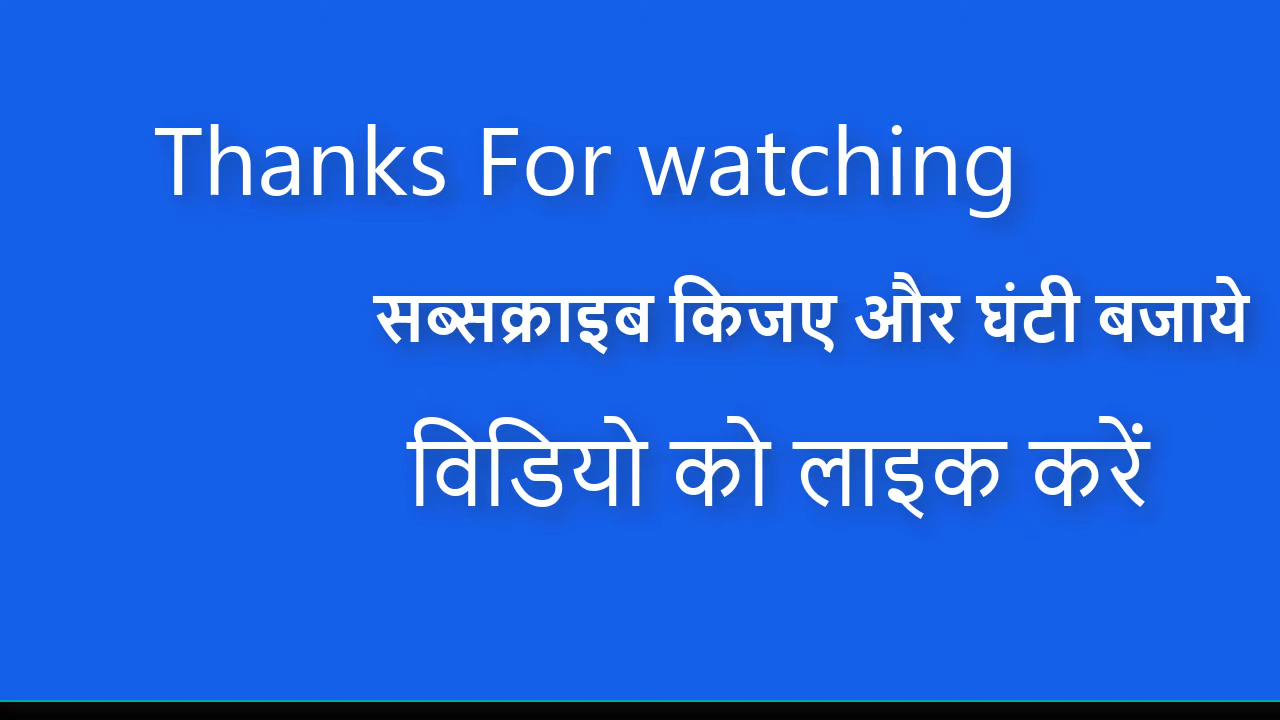 Thanks For watching
सब्सक्राइब किजए और घंटी बजाये
विडियो को लाइक करें